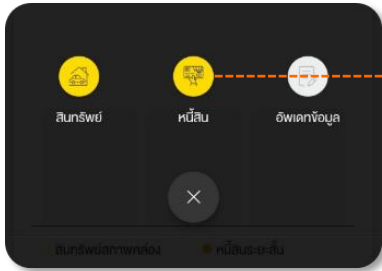 สินทรัพย์ หนี้สิน อัพเดทข้อมูล
สินทรัพย์สภาพคล่อง หนี้สินระยะสั้น